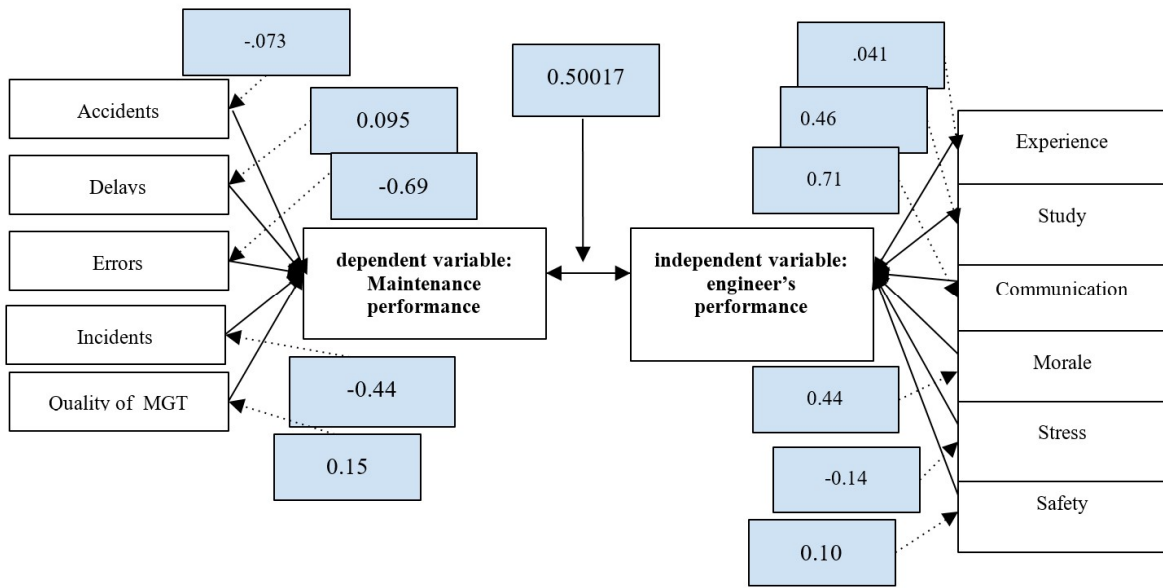 -.073
.041
0.50017
Accidents
0.095
0.46
Experience
-0.69
0.71
Delavs
Study
Errors
dependent variable:
Maintenance
performance
independent variable:
engineer's
performance
Communication
Incidents
Morale
-0.44
0.44
Qualitv of MGT
Stress
0.15
-0.14
Safety
0.10